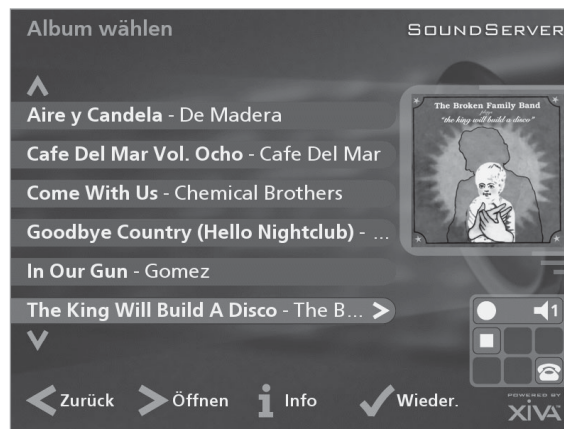 Album wählen
SOUNDSERVER
Aire y Candela - De Madera
Cafe Del Mar Vol. Ocho - Cafe Del Mar
Come With Us - Chemical Brothers
Goodbye Country (Hello Nightclub) - ...
In Our Gun - Gomez
The King Will Build A Disco - The B...
The Broken Family Band
plays
"the king will build a disco"
1
Zurück
Öffnen
Info
Wieder.
POWERED BY
XIVA